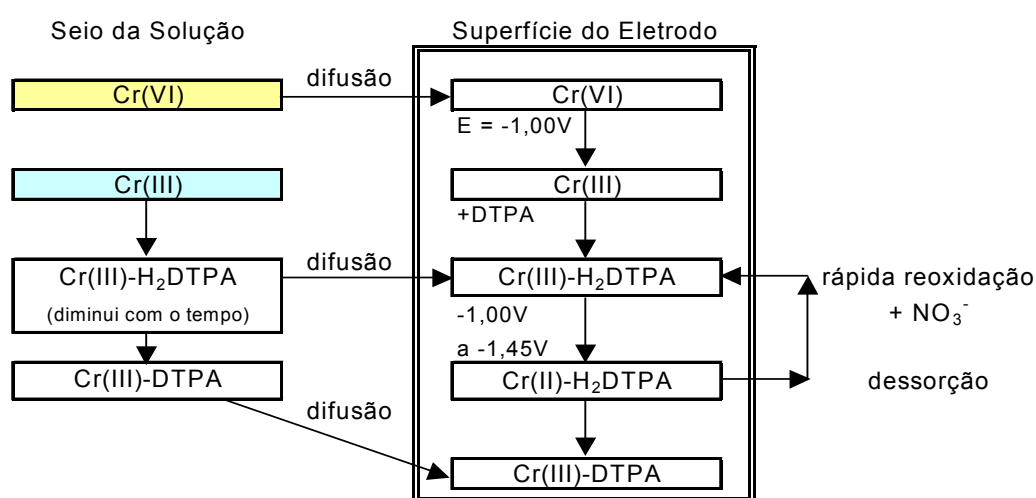 Seio da Solução
Superfície do Eletrodo
Cr(VI)
difusão
Cr(VI)
E = -1,00V
Cr(III)
Cr(III)
+DTPA
Cr(III)-H₂DTPA
(diminui com o tempo)
difusão
Cr(III)-H₂DTPA
rápida reoxidação
+ NO₃⁻
-1,00V
a -1,45V
Cr(III)-DTPA
Cr(II)-H₂DTPA
dessorção
difusão
Cr(III)-DTPA